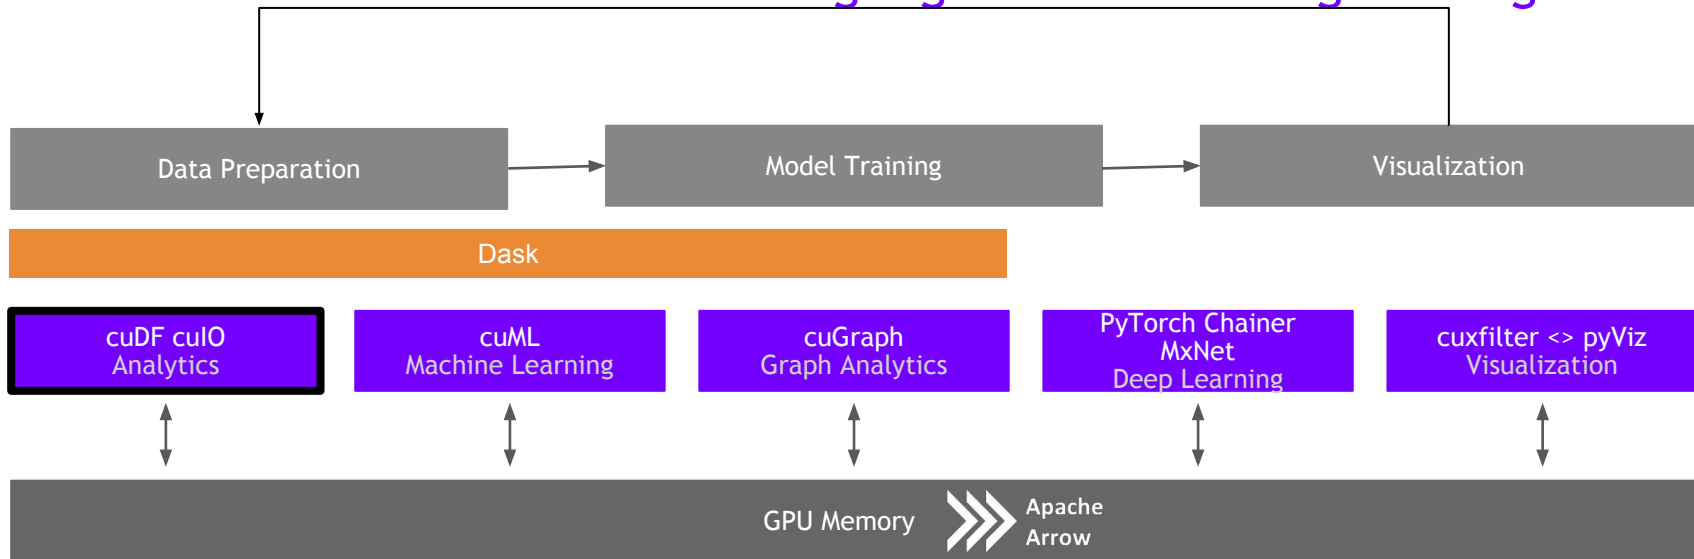 Data Preparation
Model Training
Visualization
Dask
cuDF cuIO
Analytics
cuML
Machine Learning
cuGraph
Graph Analytics
PyTorch Chainer
MxNet
Deep Learning
cuxfilter <> pyViz
Visualization
GPU Memory
Apache
Arrow